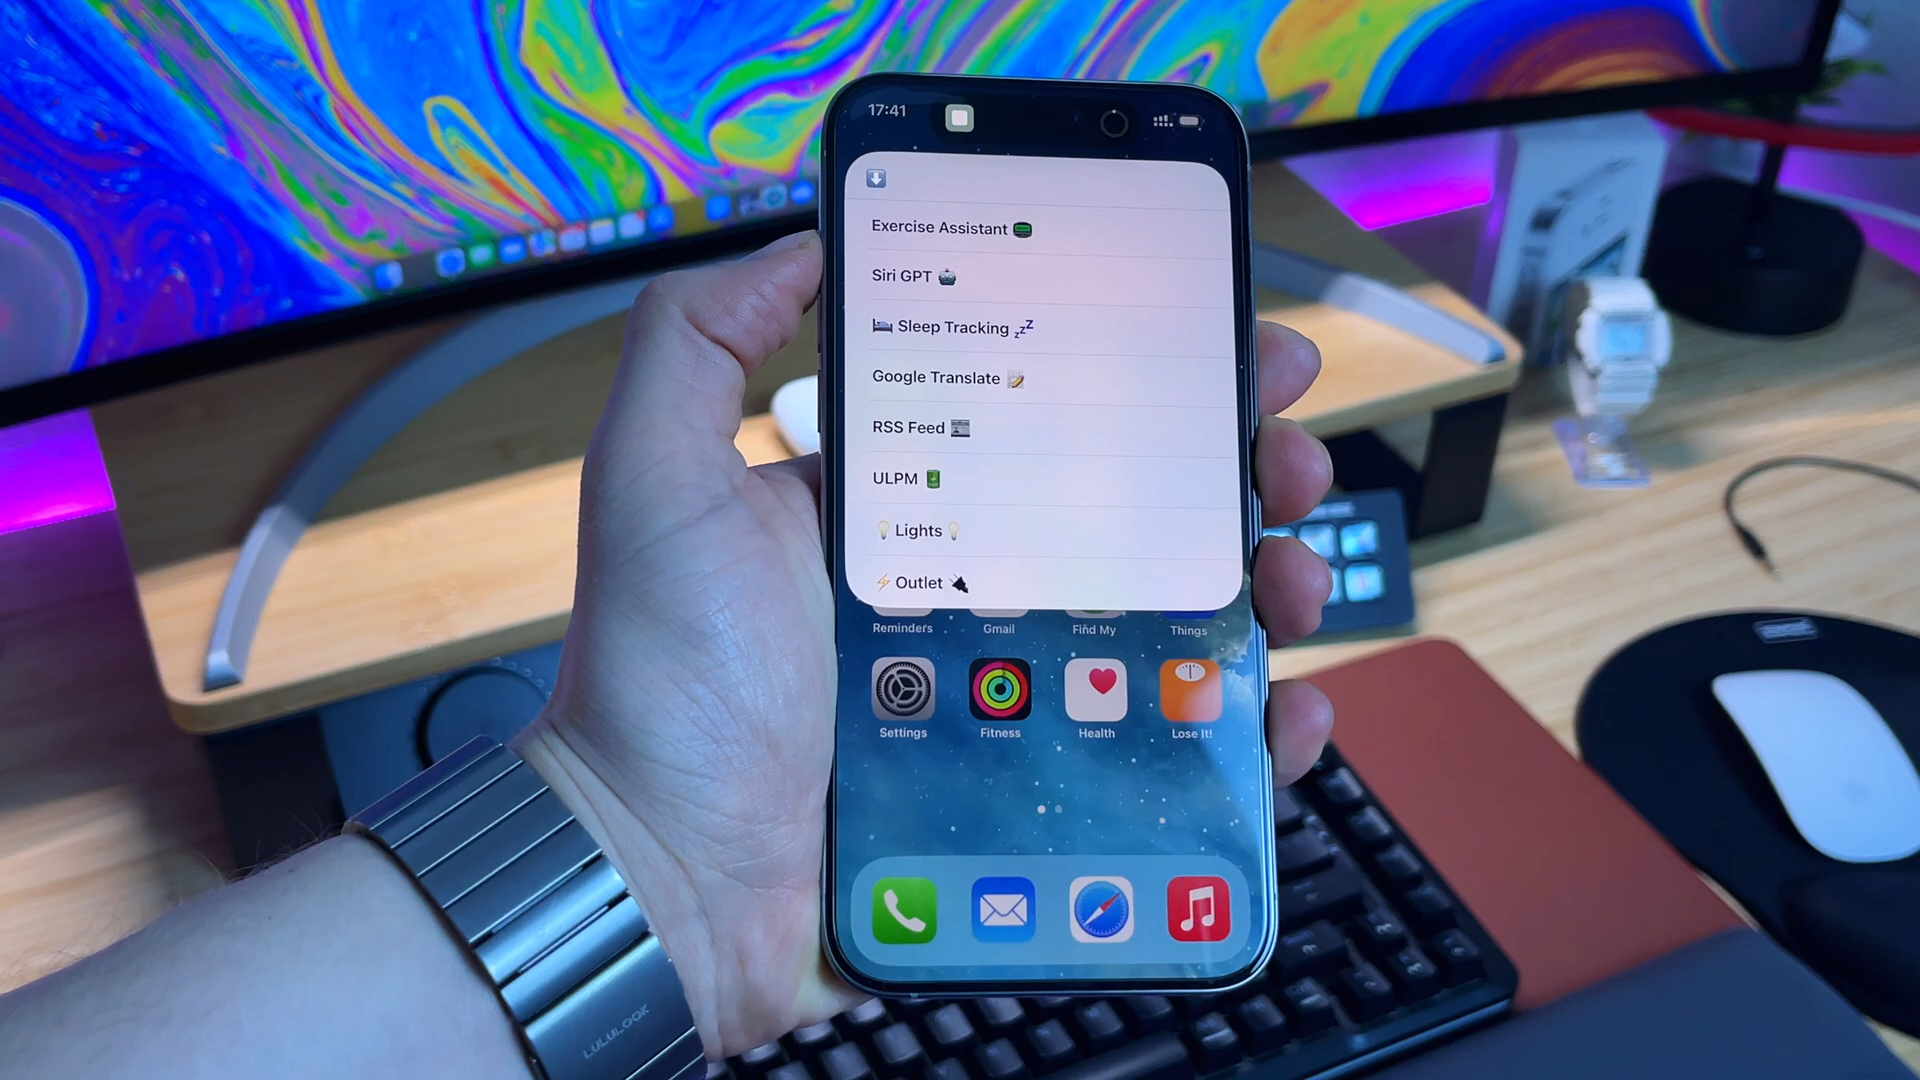 17:41
⬇️
Exercise Assistant 📟
Siri GPT 🤖
🛏️ Sleep Tracking 💤
Google Translate 📝
RSS Feed 📰
ULPM 🔋
💡 Lights 💡
⚡ Outlet 🔌
Reminders Gmail Find My Things
Settings Fitness Health Lose It!
LULULOOK